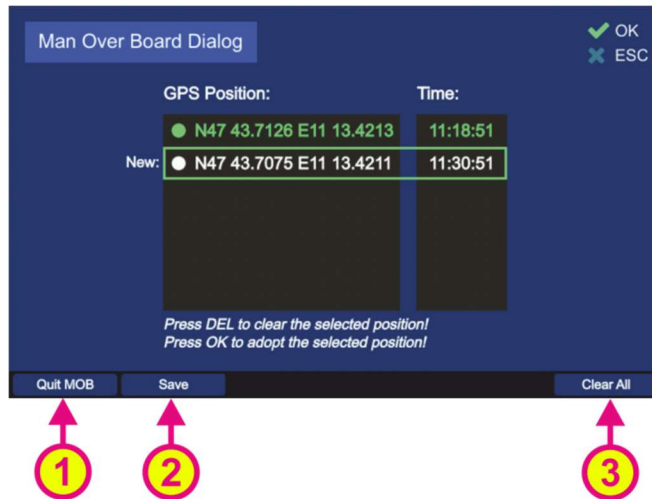 Man Over Board Dialog
OK
ESC
GPS Position: Time:
N47 43.7126 E11 13.4213 11:18:51
New: N47 43.7075 E11 13.4211 11:30:51
Press DEL to clear the selected position!
Press OK to adopt the selected position!
Quit MOB Save Clear All
1 2 3